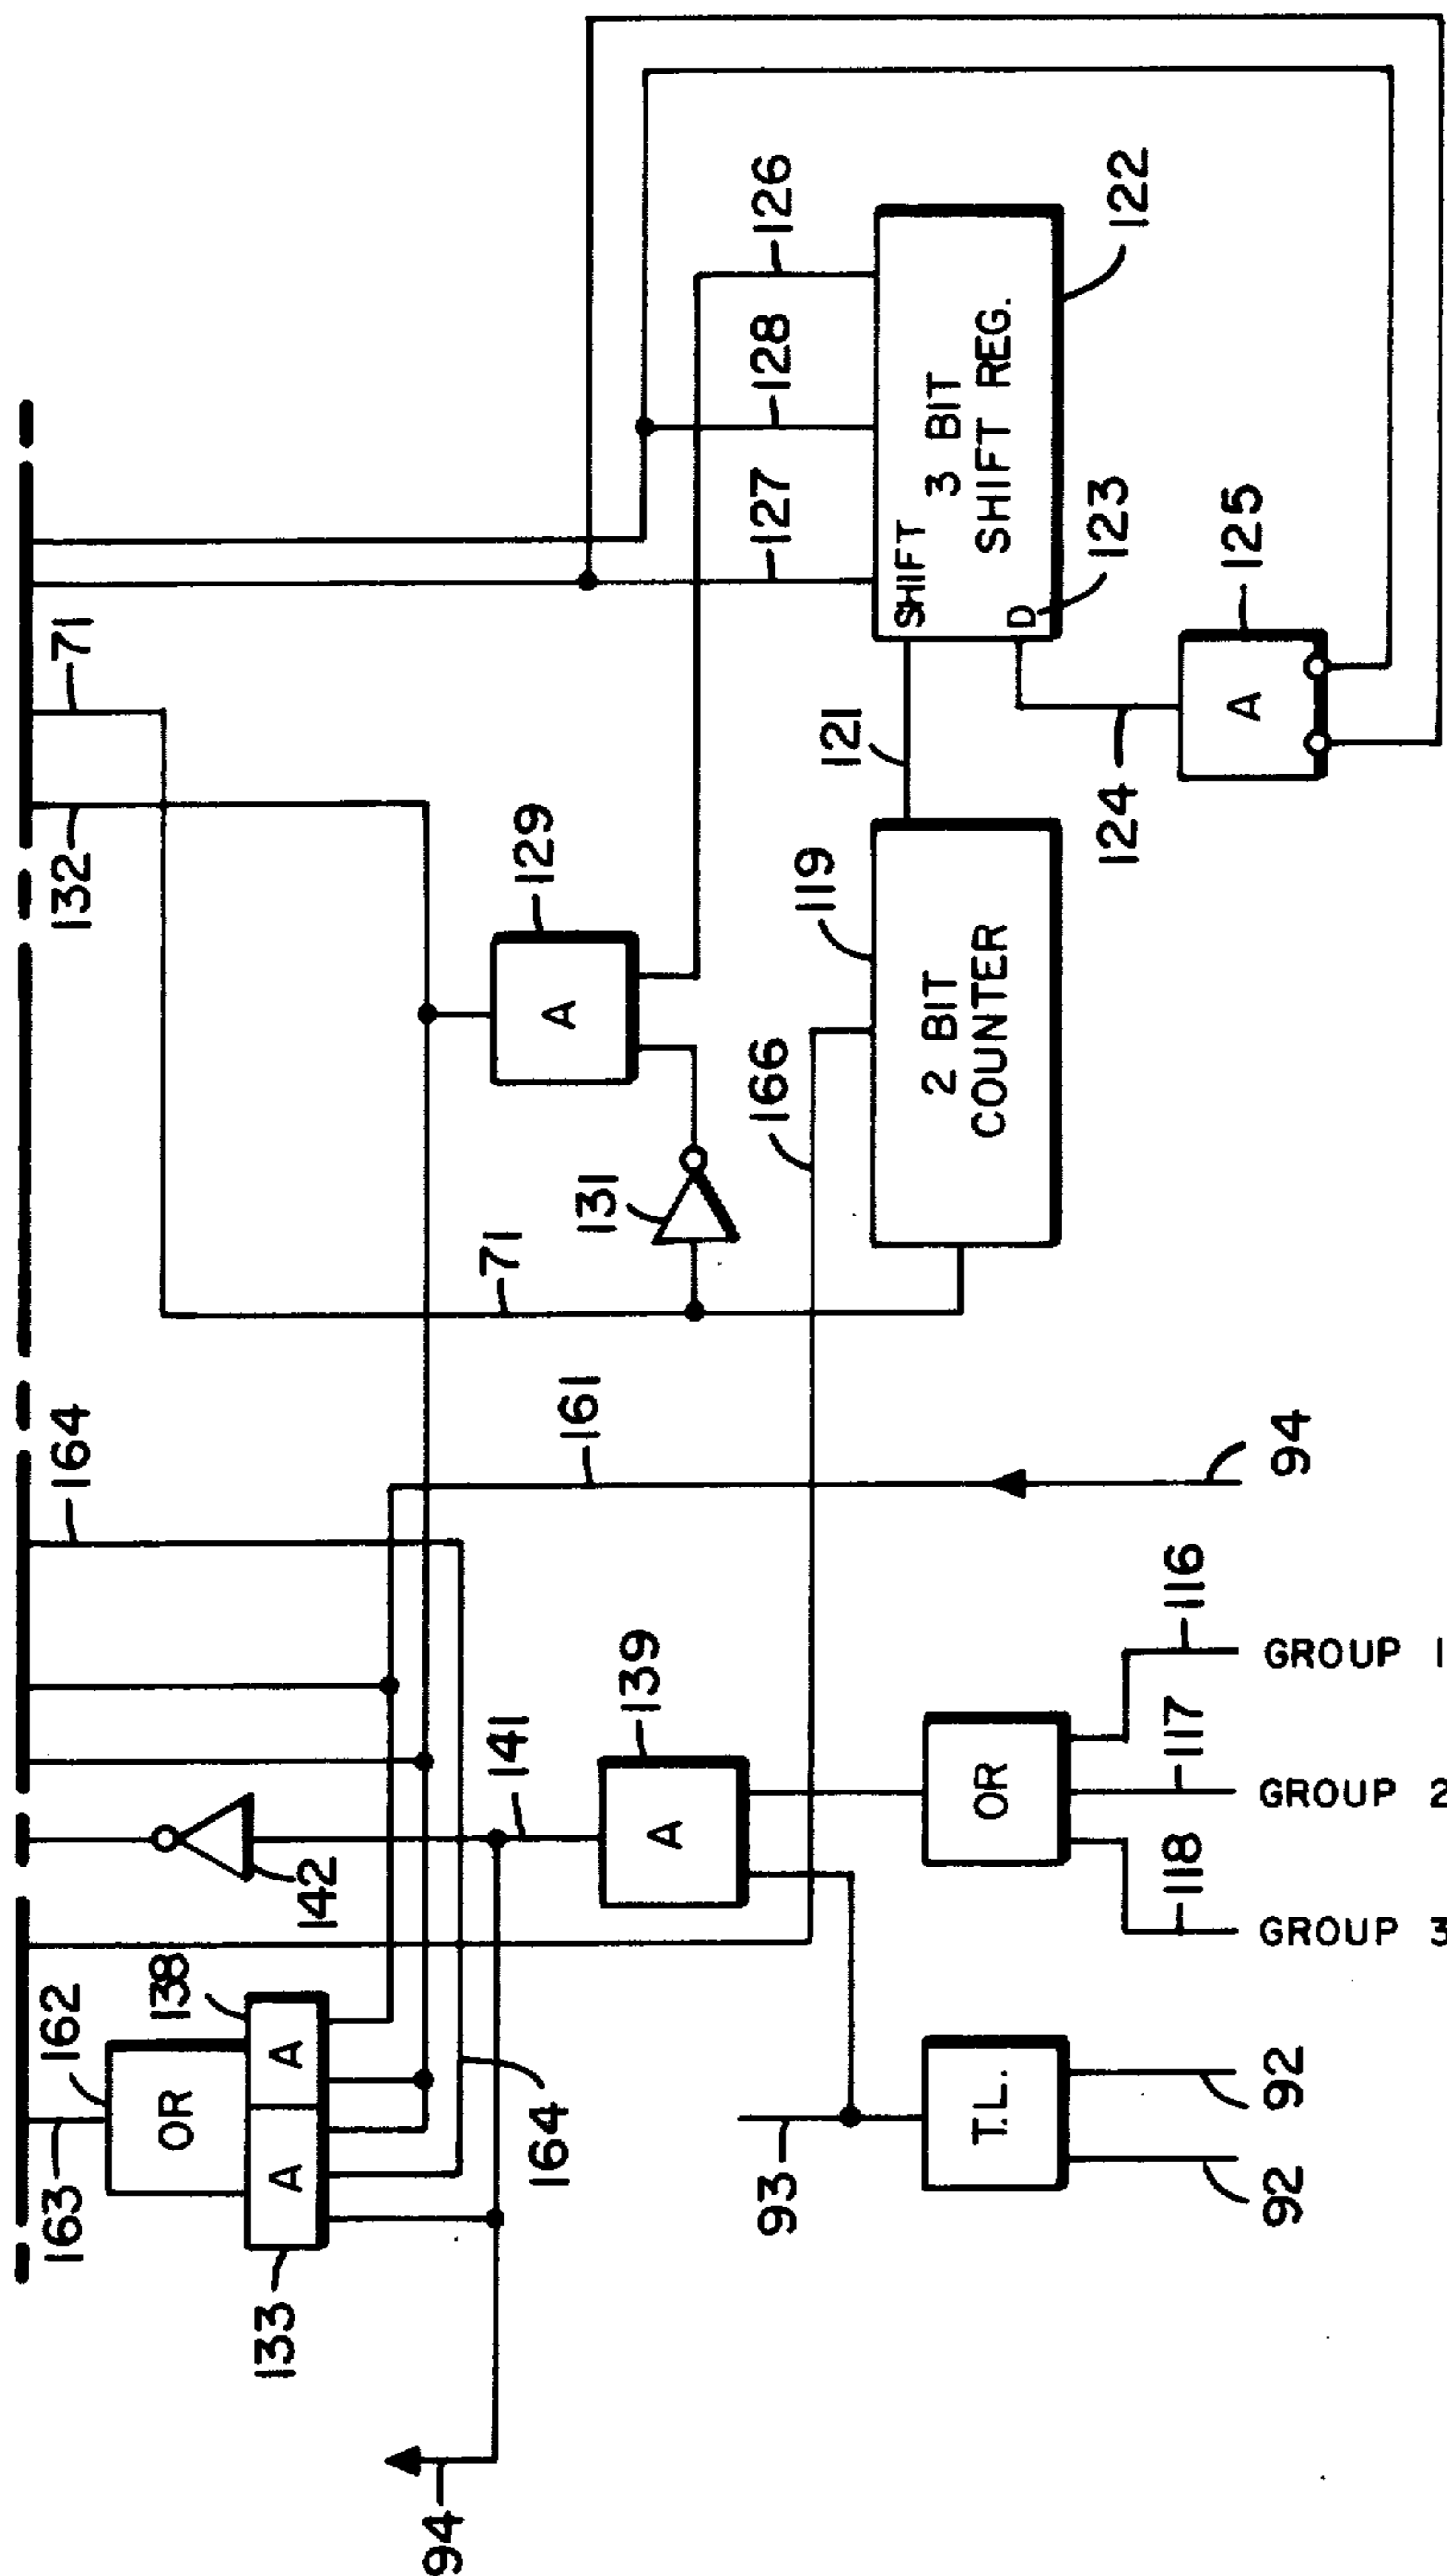 163
162
138
OR
A
A
133
94
142
141
164
164
161
132
71
71
139
A
93
T.L.
92
92
OR
118
117
116
GROUP 3
GROUP 2
GROUP 1
94
129
A
131
166
119
2 BIT
COUNTER
121
127
128
126
SHIFT
3 BIT
SHIFT REG.
D
123
122
124
125
A